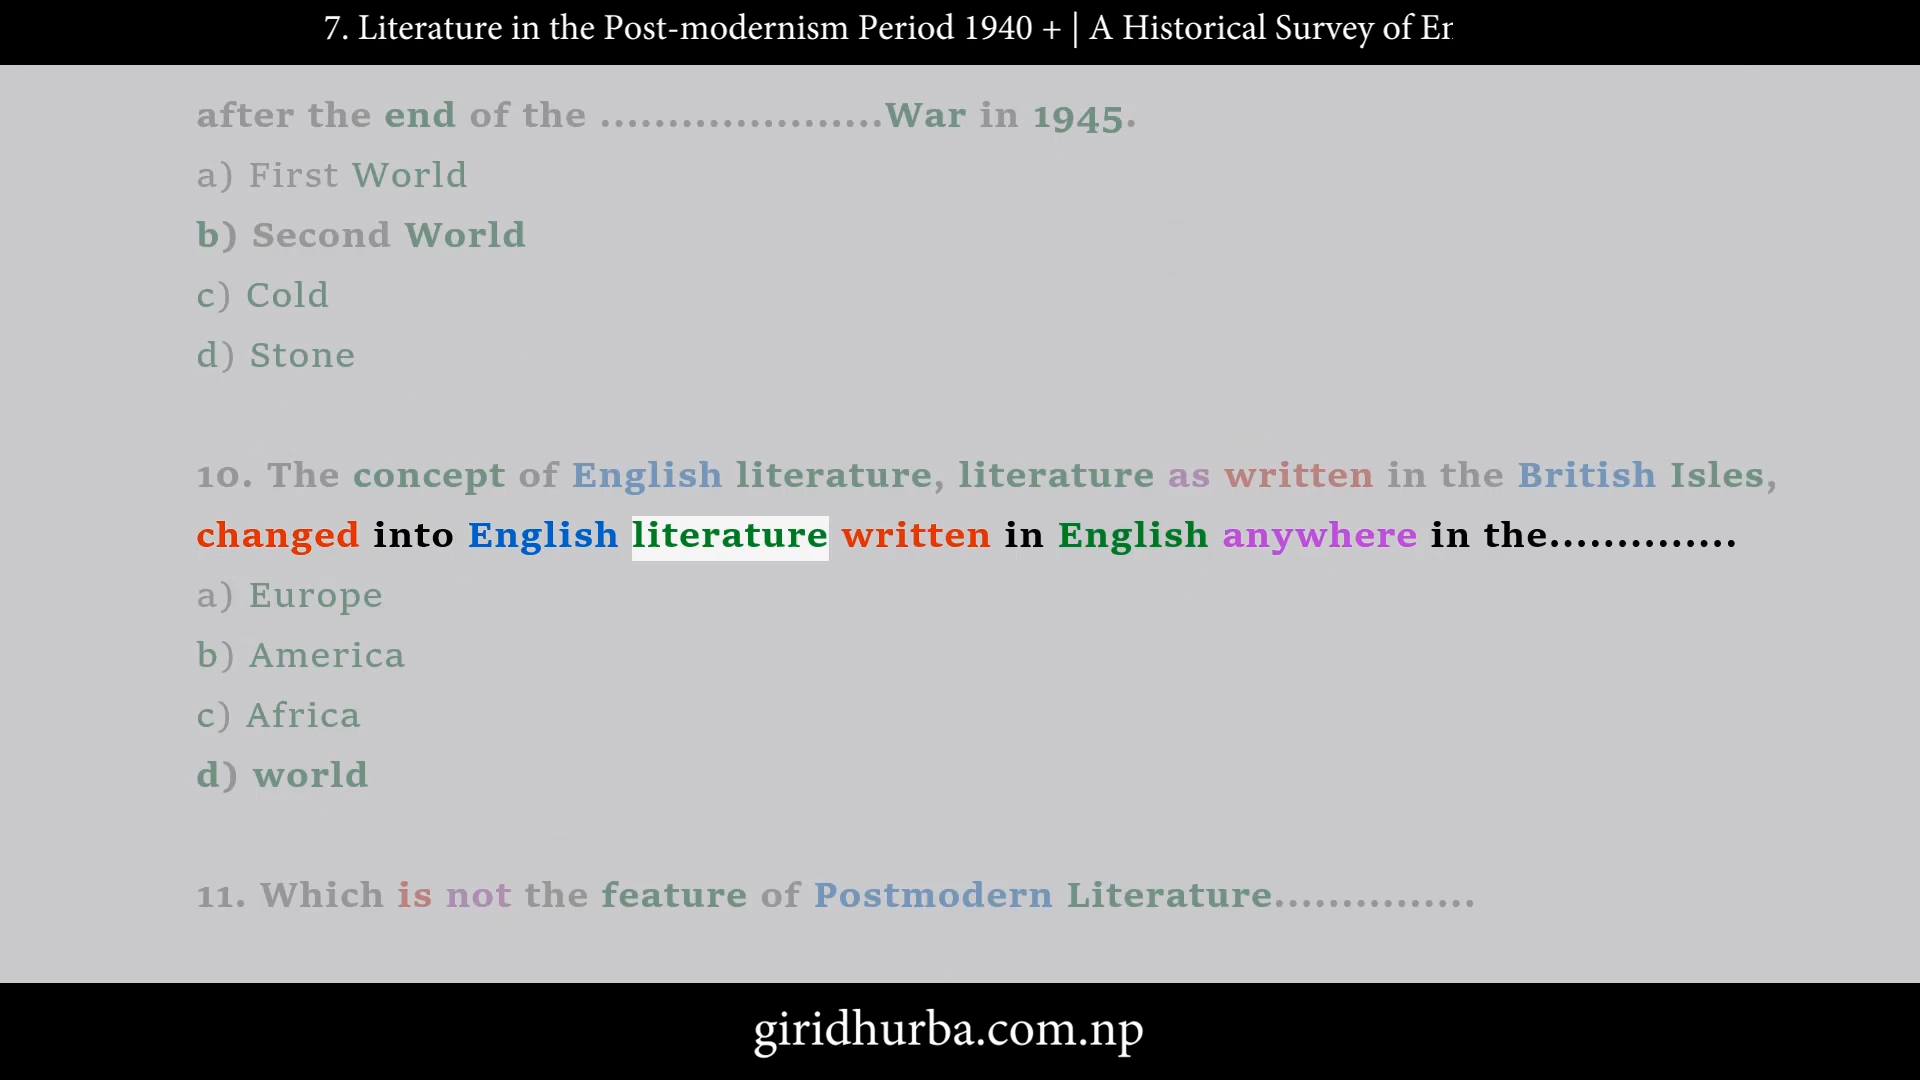 7. Literature in the Post-modernism Period 1940 + | A Historical Survey of En
after the end of the .....................War in 1945.
a) First World
b) Second World
c) Cold
d) Stone
10. The concept of English literature, literature as written in the British Isles,
changed into English literature written in English anywhere in the..............
a) Europe
b) America
c) Africa
d) world
11. Which is not the feature of Postmodern Literature...............
giridhurba.com.np